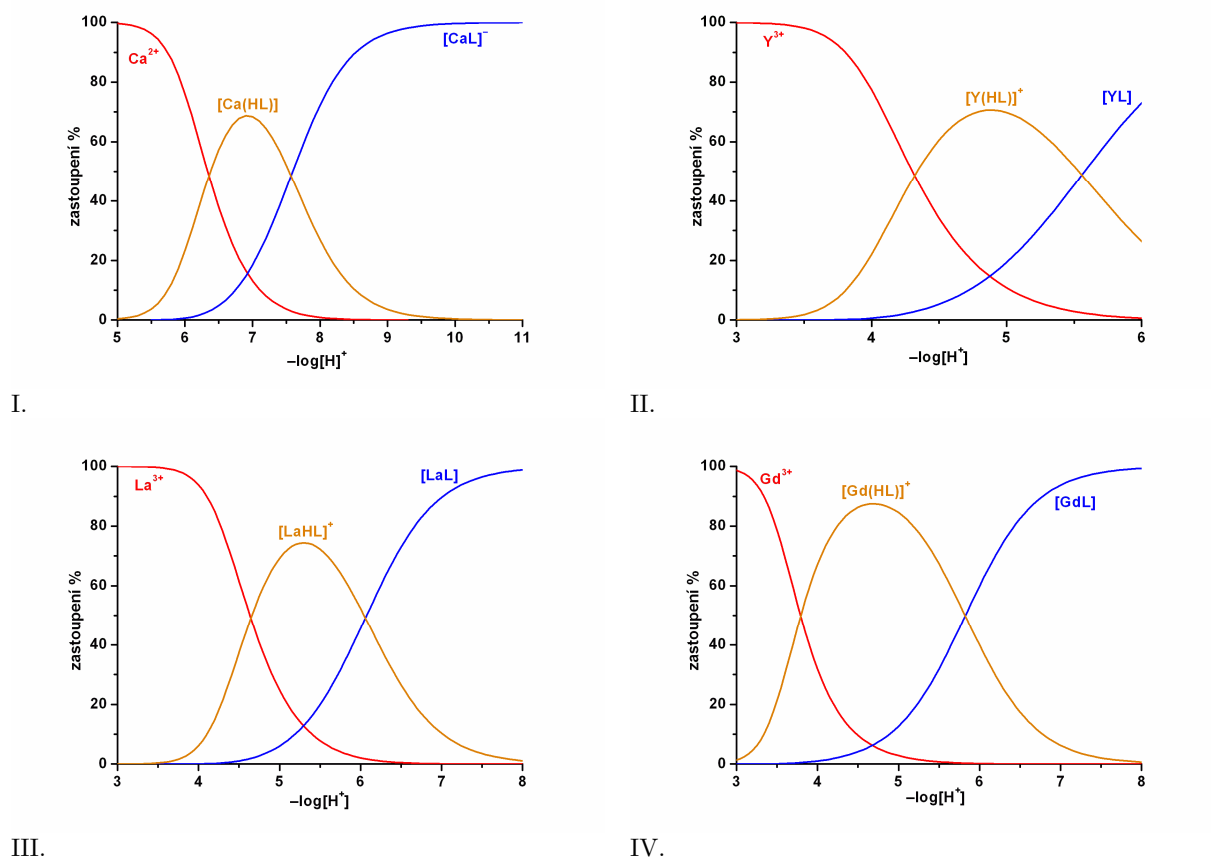 100
80
60
40
20
0
zastoupení %
Ca²⁺
[Ca(HL)]
[CaL]⁻
5 6 7 8 9 10 11
–log[H]⁺
I.
100
80
60
40
20
0
zastoupení %
Y³⁺
[Y(HL)]⁺
[YL]
3 4 5 6
–log[H⁺]
II.
100
80
60
40
20
0
zastoupení %
La³⁺
[LaHL]⁺
[LaL]
3 4 5 6 7 8
–log[H⁺]
III.
100
80
60
40
20
0
zastoupení %
Gd³⁺
[Gd(HL)]⁺
[GdL]
3 4 5 6 7 8
–log[H⁺]
IV.